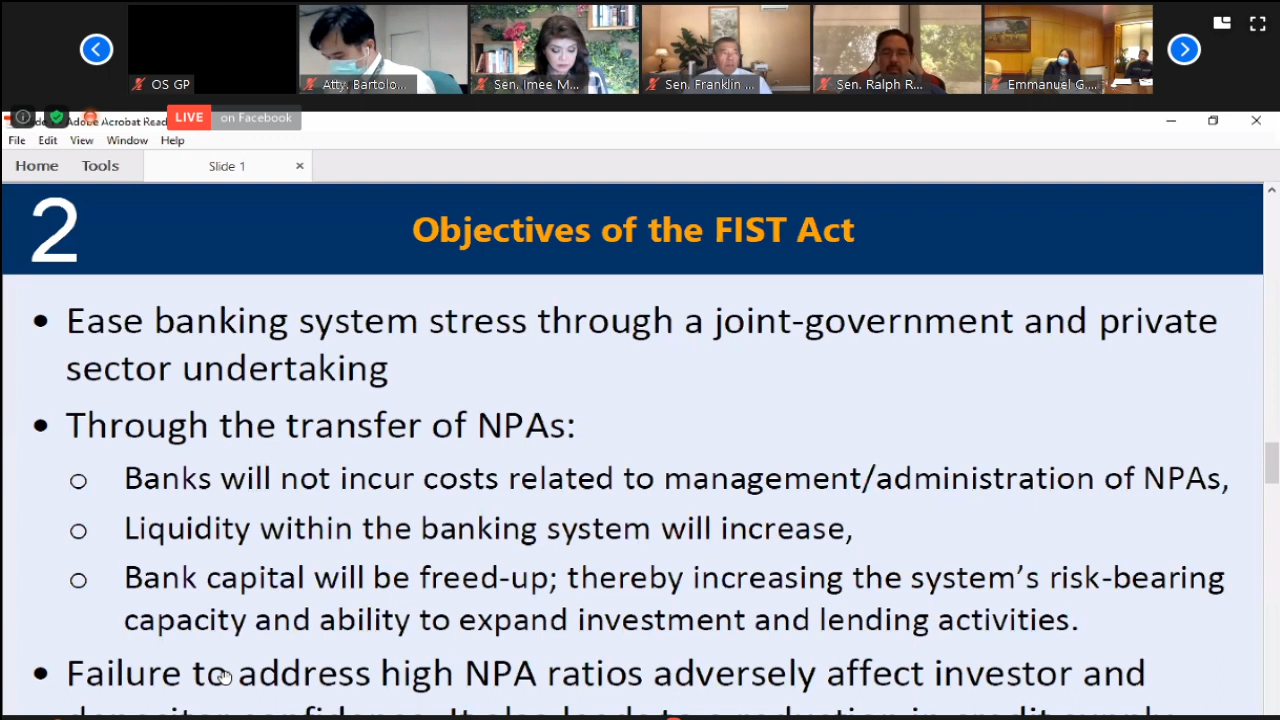 OS GP
Atty. Bartolo...
Sen. Imee M...
Sen. Franklin ...
Sen. Ralph R...
Emmanuel G....
Adobe Acrobat Read
LIVE on Facebook
File Edit View Window Help
Home Tools Slide 1
2
Objectives of the FIST Act
• Ease banking system stress through a joint-government and private
sector undertaking
• Through the transfer of NPAs:
o Banks will not incur costs related to management/administration of NPAs,
o Liquidity within the banking system will increase,
o Bank capital will be freed-up; thereby increasing the system's risk-bearing
capacity and ability to expand investment and lending activities.
• Failure to address high NPA ratios adversely affect investor and